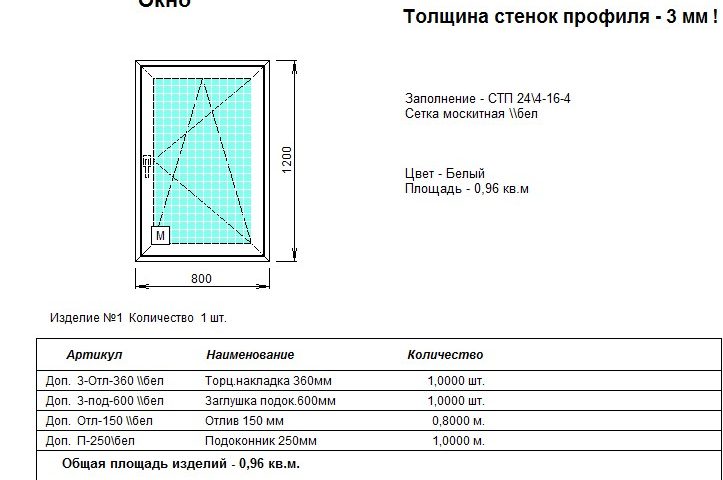 Окно
Толщина стенок профиля - 3 мм !
Заполнение - СТП 24\4-16-4
Сетка москитная \\бел
Цвет - Белый
Площадь - 0,96 кв.м
1200
М
800
Изделие №1 Количество 1 шт.
Артикул Наименование Количество
Доп. З-Отл-360 \\бел Торц.накладка 360мм 1,0000 шт.
Доп. З-под-600 \\бел Заглушка подок.600мм 1,0000 шт.
Доп. Отл-150 \\бел Отлив 150 мм 0,8000 м.
Доп. П-250\бел Подоконник 250мм 1,0000 м.
Общая площадь изделий - 0,96 кв.м.